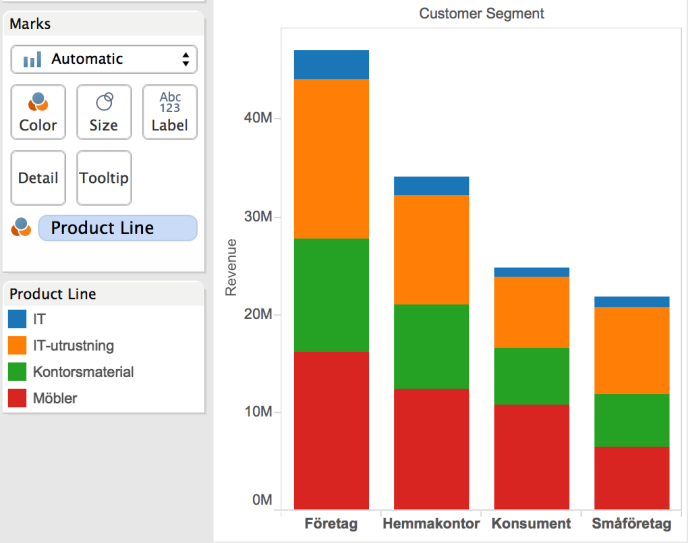 Marks
Automatic
Color
Size
Abc
123
Label
Detail
Tooltip
Product Line
Product Line
IT
IT-utrustning
Kontorsmaterial
Möbler
Customer Segment
Revenue
40M
30M
20M
10M
0M
Företag Hemmakontor Konsument Småföretag